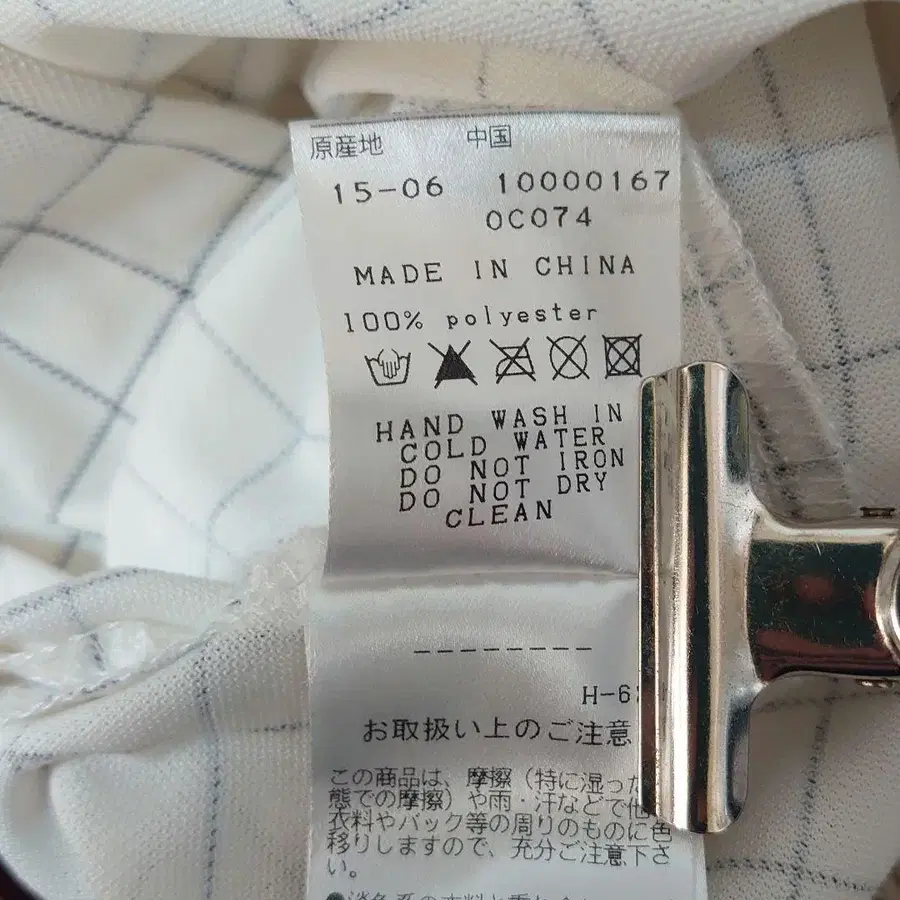 原産地 中国
15-06 10000167
0C074
MADE IN CHINA
100% polyester
HAND WASH IN
COLD WATER
DO NOT IRON
DO NOT DRY
CLEAN
--------
H-6
お取扱い上のご注意
この商品は、摩擦(特に湿った
態での摩擦)や雨・汗などで他
衣料やバック等の周りのものに色
移りしますので、充分ご注意下さ
い。